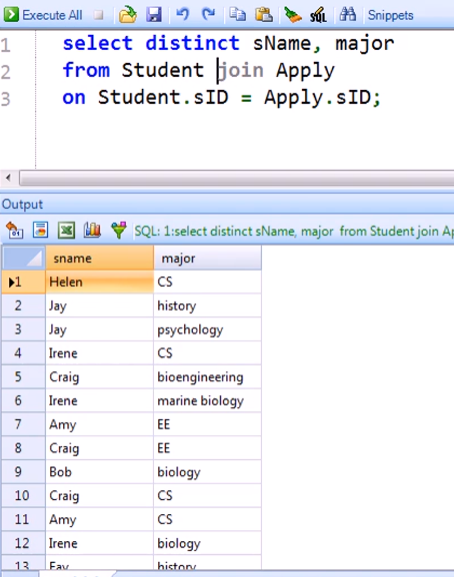 Execute All Snippets
1 select distinct sName, major
2 from Student join Apply
3 on Student.sID = Apply.sID;
Output
SQL: 1:select distinct sName, major from Student join Ap
sname major
1 Helen CS
2 Jay history
3 Jay psychology
4 Irene CS
5 Craig bioengineering
6 Irene marine biology
7 Amy EE
8 Craig EE
9 Bob biology
10 Craig CS
11 Amy CS
12 Irene biology
13 Fay history